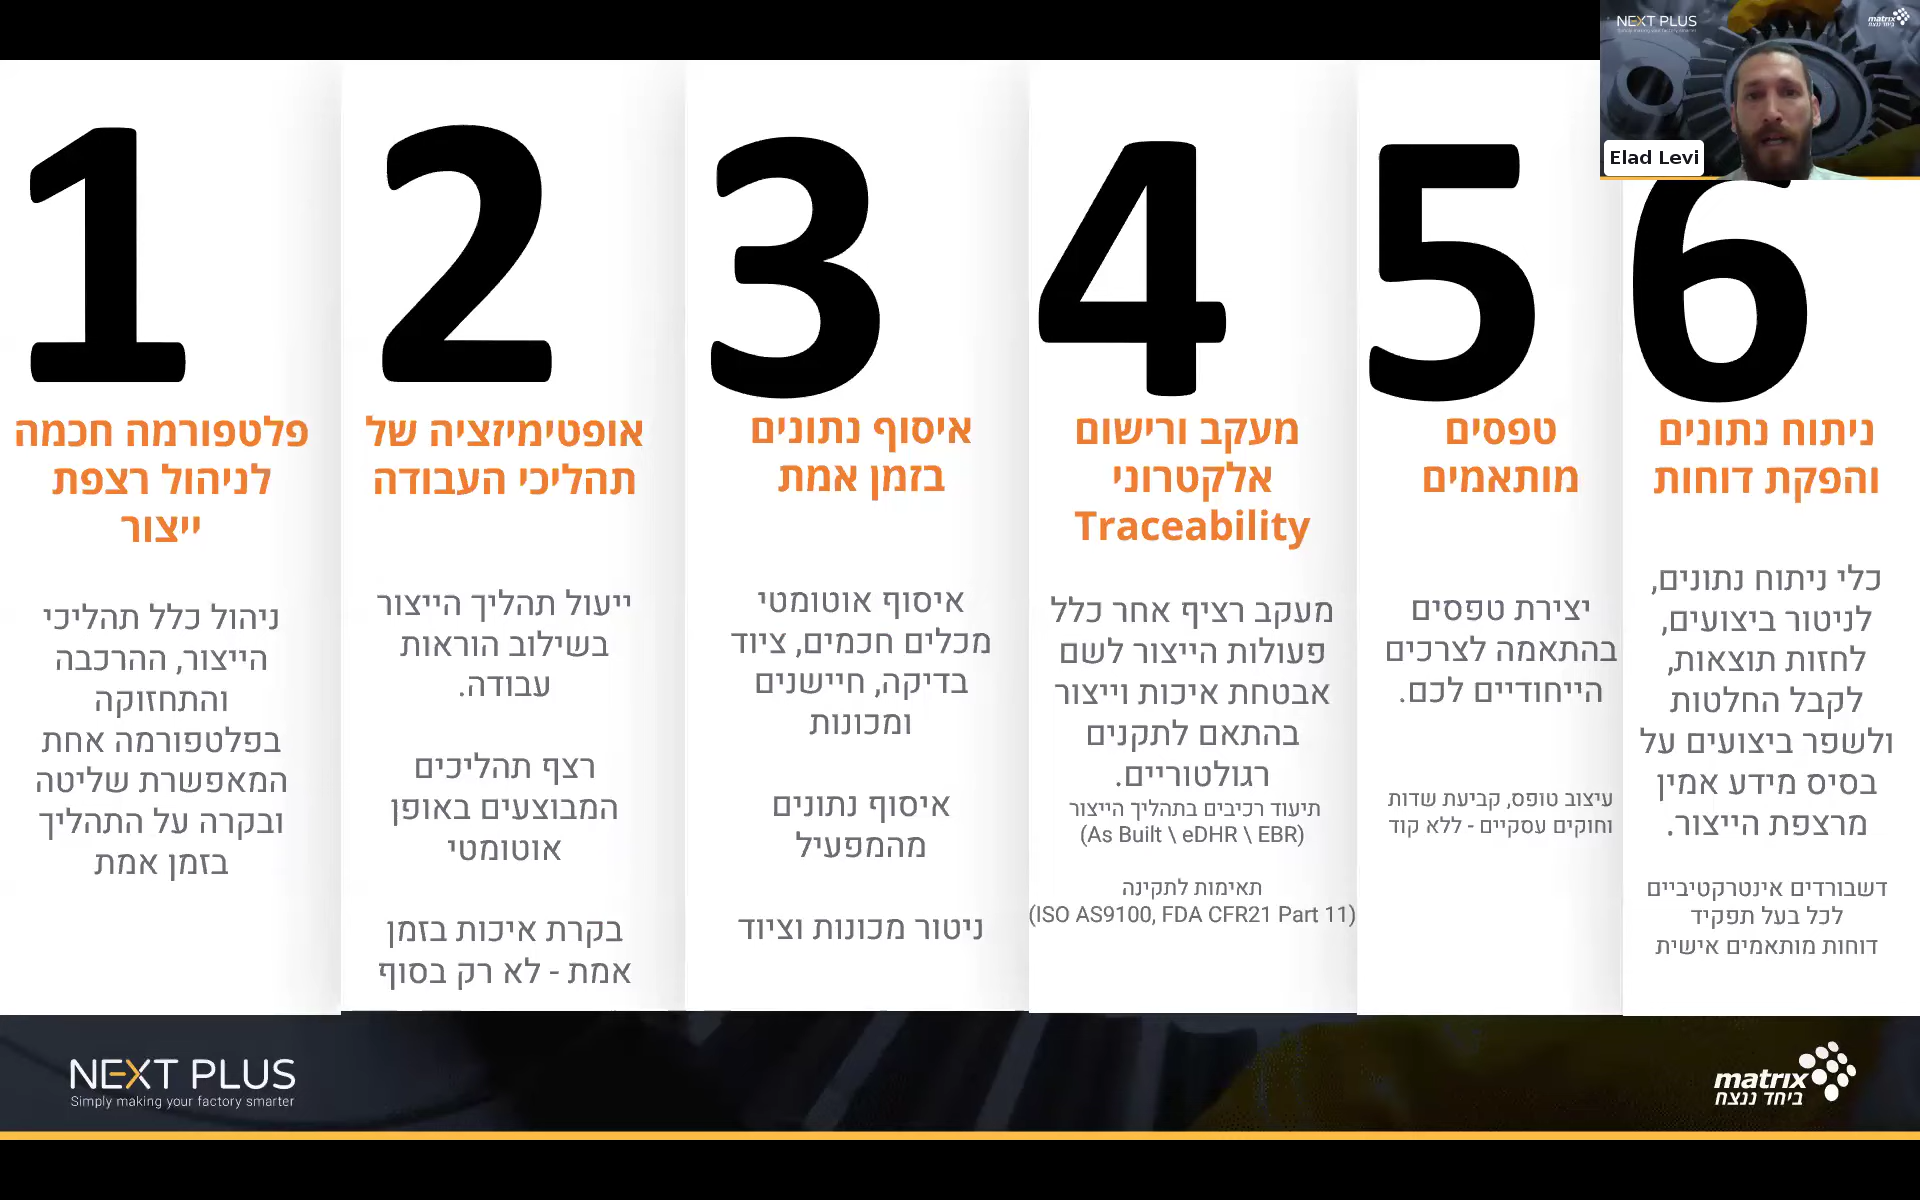 NEXT PLUS
matrix
ביחד ננצח
Elad Levi
1
פלטפורמה חכמה
לניהול רצפת
ייצור
ניהול כלל תהליכי
הייצור, ההרכבה
והתחזוקה
בפלטפורמה אחת
המאפשרת שליטה
ובקרה על התהליך
בזמן אמת
2
אופטימיזציה של
תהליכי העבודה
ייעול תהליך הייצור
בשילוב הוראות
עבודה.
רצף תהליכים
המבוצעים באופן
אוטומטי
בקרת איכות בזמן
אמת - לא רק בסוף
3
איסוף נתונים
בזמן אמת
איסוף אוטומטי
מכלים חכמים, ציוד
בדיקה, חיישנים
ומכונות
איסוף נתונים
מהמפעיל
ניטור מכונות וציוד
4
מעקב ורישום
אלקטרוני
Traceability
מעקב רציף אחר כלל
פעולות הייצור לשם
אבטחת איכות וייצור
בהתאם לתקנים
רגולטוריים.
תיעוד רכיבים בתהליך הייצור
(As Built \ eDHR \ EBR)
תאימות לתקינה
(ISO AS9100, FDA CFR21 Part 11)
5
טפסים
מותאמים
יצירת טפסים
בהתאמה לצרכים
הייחודיים לכם.
עיצוב טופס, קביעת שדות
וחוקים עסקיים - ללא קוד
6
ניתוח נתונים
והפקת דוחות
כלי ניתוח נתונים,
לניטור ביצועים,
לחזות תוצאות,
לקבל החלטות
ולשפר ביצועים על
בסיס מידע אמין
מרצפת הייצור.
דשבורדים אינטרקטיביים
לכל בעל תפקיד
דוחות מותאמים אישית
NEXT PLUS
Simply making your factory smarter
matrix
ביחד ננצח